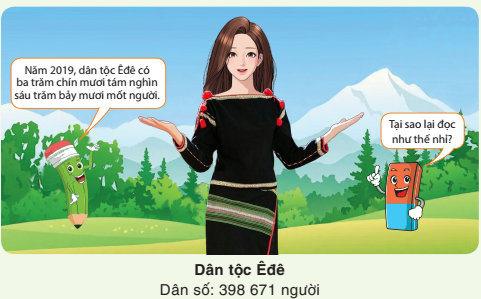 Năm 2019, dân tộc Êđê có
ba trăm chín mươi tám nghìn
sáu trăm bảy mươi mốt người.
Tại sao lại đọc
như thế nhỉ?
Dân tộc Êđê
Dân số: 398 671 người